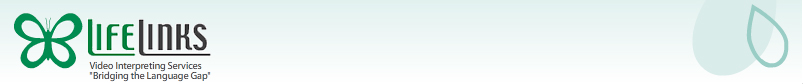 LIFELINKS
Video Interpreting Services
"Bridging the Language Gap"